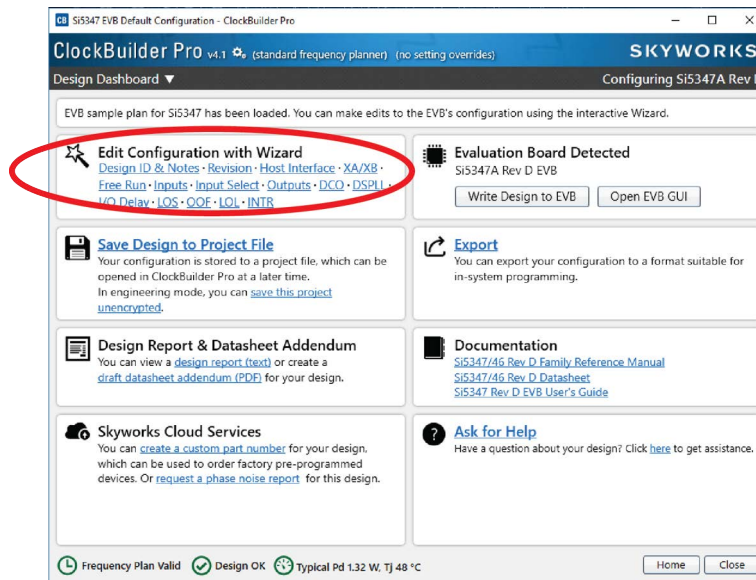 CB Si5347 EVB Default Configuration - ClockBuilder Pro
ClockBuilder Pro v4.1 (standard frequency planner) (no setting overrides) SKYWORKS
Design Dashboard ▼ Configuring Si5347A Rev
EVB sample plan for Si5347 has been loaded. You can make edits to the EVB's configuration using the interactive Wizard.
Edit Configuration with Wizard
Design ID & Notes · Revision · Host Interface · XA/XB ·
Free Run · Inputs · Input Select · Outputs · DCO · DSPLL ·
I/O Delay · LOS · OOF · LOL · INTR
Evaluation Board Detected
Si5347A Rev D EVB
Write Design to EVB Open EVB GUI
Save Design to Project File
Your configuration is stored to a project file, which can be
opened in ClockBuilder Pro at a later time.
In engineering mode, you can save this project
unencrypted.
Export
You can export your configuration to a format suitable for
in-system programming.
Design Report & Datasheet Addendum
You can view a design report (text) or create a
draft datasheet addendum (PDF) for your design.
Documentation
Si5347/46 Rev D Family Reference Manual
Si5347/46 Rev D Datasheet
Si5347 Rev D EVB User's Guide
Skyworks Cloud Services
You can create a custom part number for your design,
which can be used to order factory pre-programmed
devices. Or request a phase noise report for this design.
Ask for Help
Have a question about your design? Click here to get assistance.
Frequency Plan Valid Design OK Typical Pd 1.32 W, Tj 48 °C Home Close